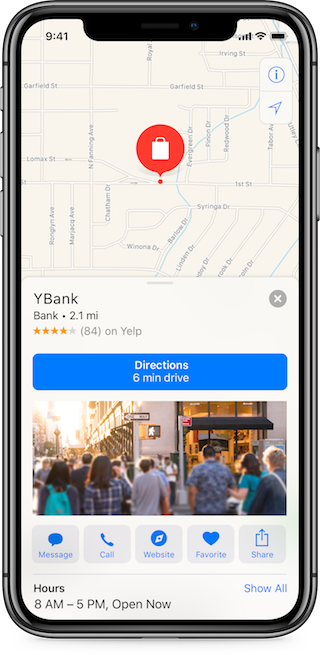 9:41
Royal
Irving St
Garfield St
Garfield St
Evergreen Dr
Pinon Dr
Redwood Dr
Tabor Av
N Fanning Ave
Lomax St
1st St
Chatham Dr
Syringa Dr
Ronglyn Ave
Marjacq Ave
Winona Dr
Barlow Dr
Linden Dr
YBank
Bank • 2.1 mi
(84) on Yelp
Directions
6 min drive
Message
Call
Website
Favorite
Share
Hours
Show All
8 AM – 5 PM, Open Now